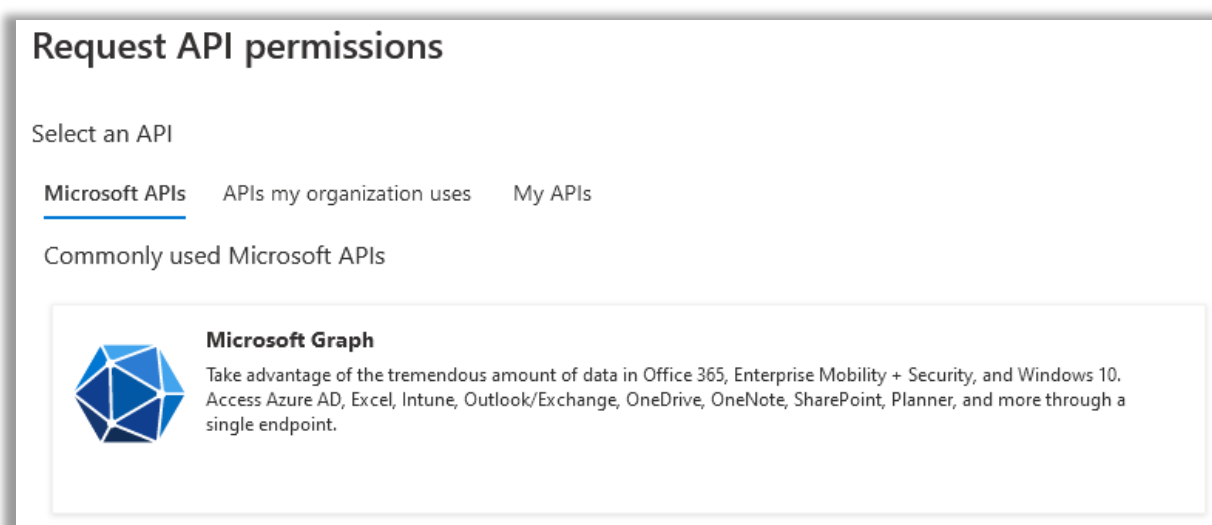 Request API permissions
Select an API
Microsoft APIs APIs my organization uses My APIs
Commonly used Microsoft APIs
Microsoft Graph
Take advantage of the tremendous amount of data in Office 365, Enterprise Mobility + Security, and Windows 10.
Access Azure AD, Excel, Intune, Outlook/Exchange, OneDrive, OneNote, SharePoint, Planner, and more through a
single endpoint.